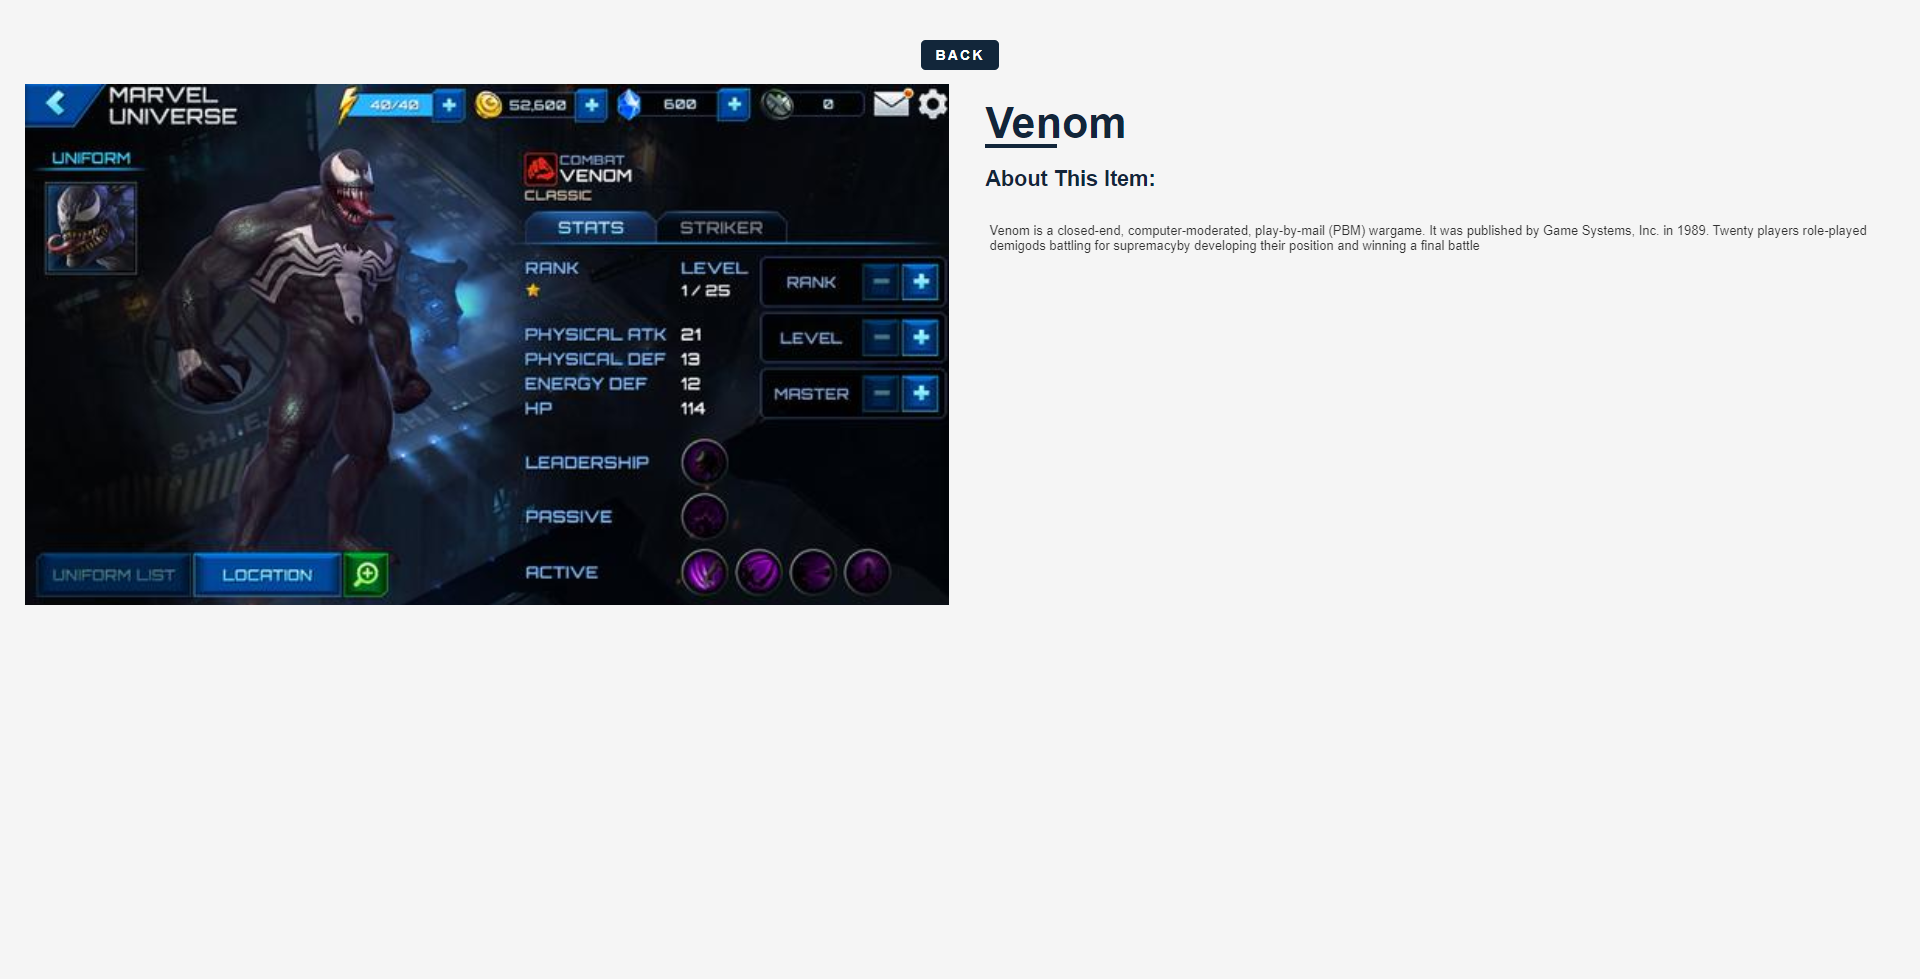 BACK
MARVEL
UNIVERSE
40/40
52,600
600
0
UNIFORM
COMBAT
VENOM
CLASSIC
STATS
STRIKER
RANK
LEVEL
1 / 25
RANK
PHYSICAL ATK 21
LEVEL
PHYSICAL DEF 13
ENERGY DEF 12
MASTER
HP 114
S.H.I.E.
LEADERSHIP
PASSIVE
ACTIVE
UNIFORM LIST
LOCATION
Venom
About This Item:
Venom is a closed-end, computer-moderated, play-by-mail (PBM) wargame. It was published by Game Systems, Inc. in 1989. Twenty players role-played
demigods battling for supremacyby developing their position and winning a final battle